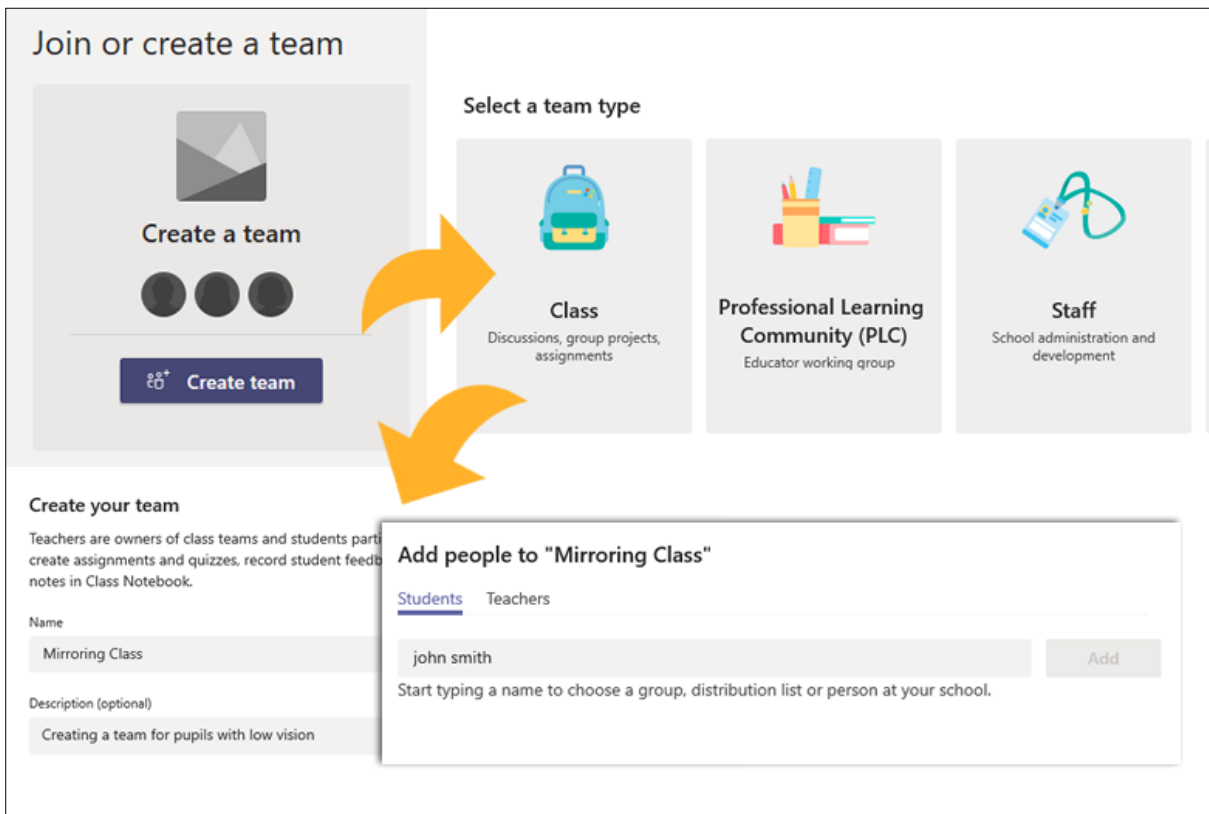 Join or create a team
Create a team
Create team
Select a team type
Class
Discussions, group projects,
assignments
Professional Learning
Community (PLC)
Educator working group
Staff
School administration and
development
Create your team
Teachers are owners of class teams and students parti
create assignments and quizzes, record student feedb
notes in Class Notebook.
Name
Mirroring Class
Description (optional)
Creating a team for pupils with low vision
Add people to "Mirroring Class"
Students Teachers
john smith
Add
Start typing a name to choose a group, distribution list or person at your school.